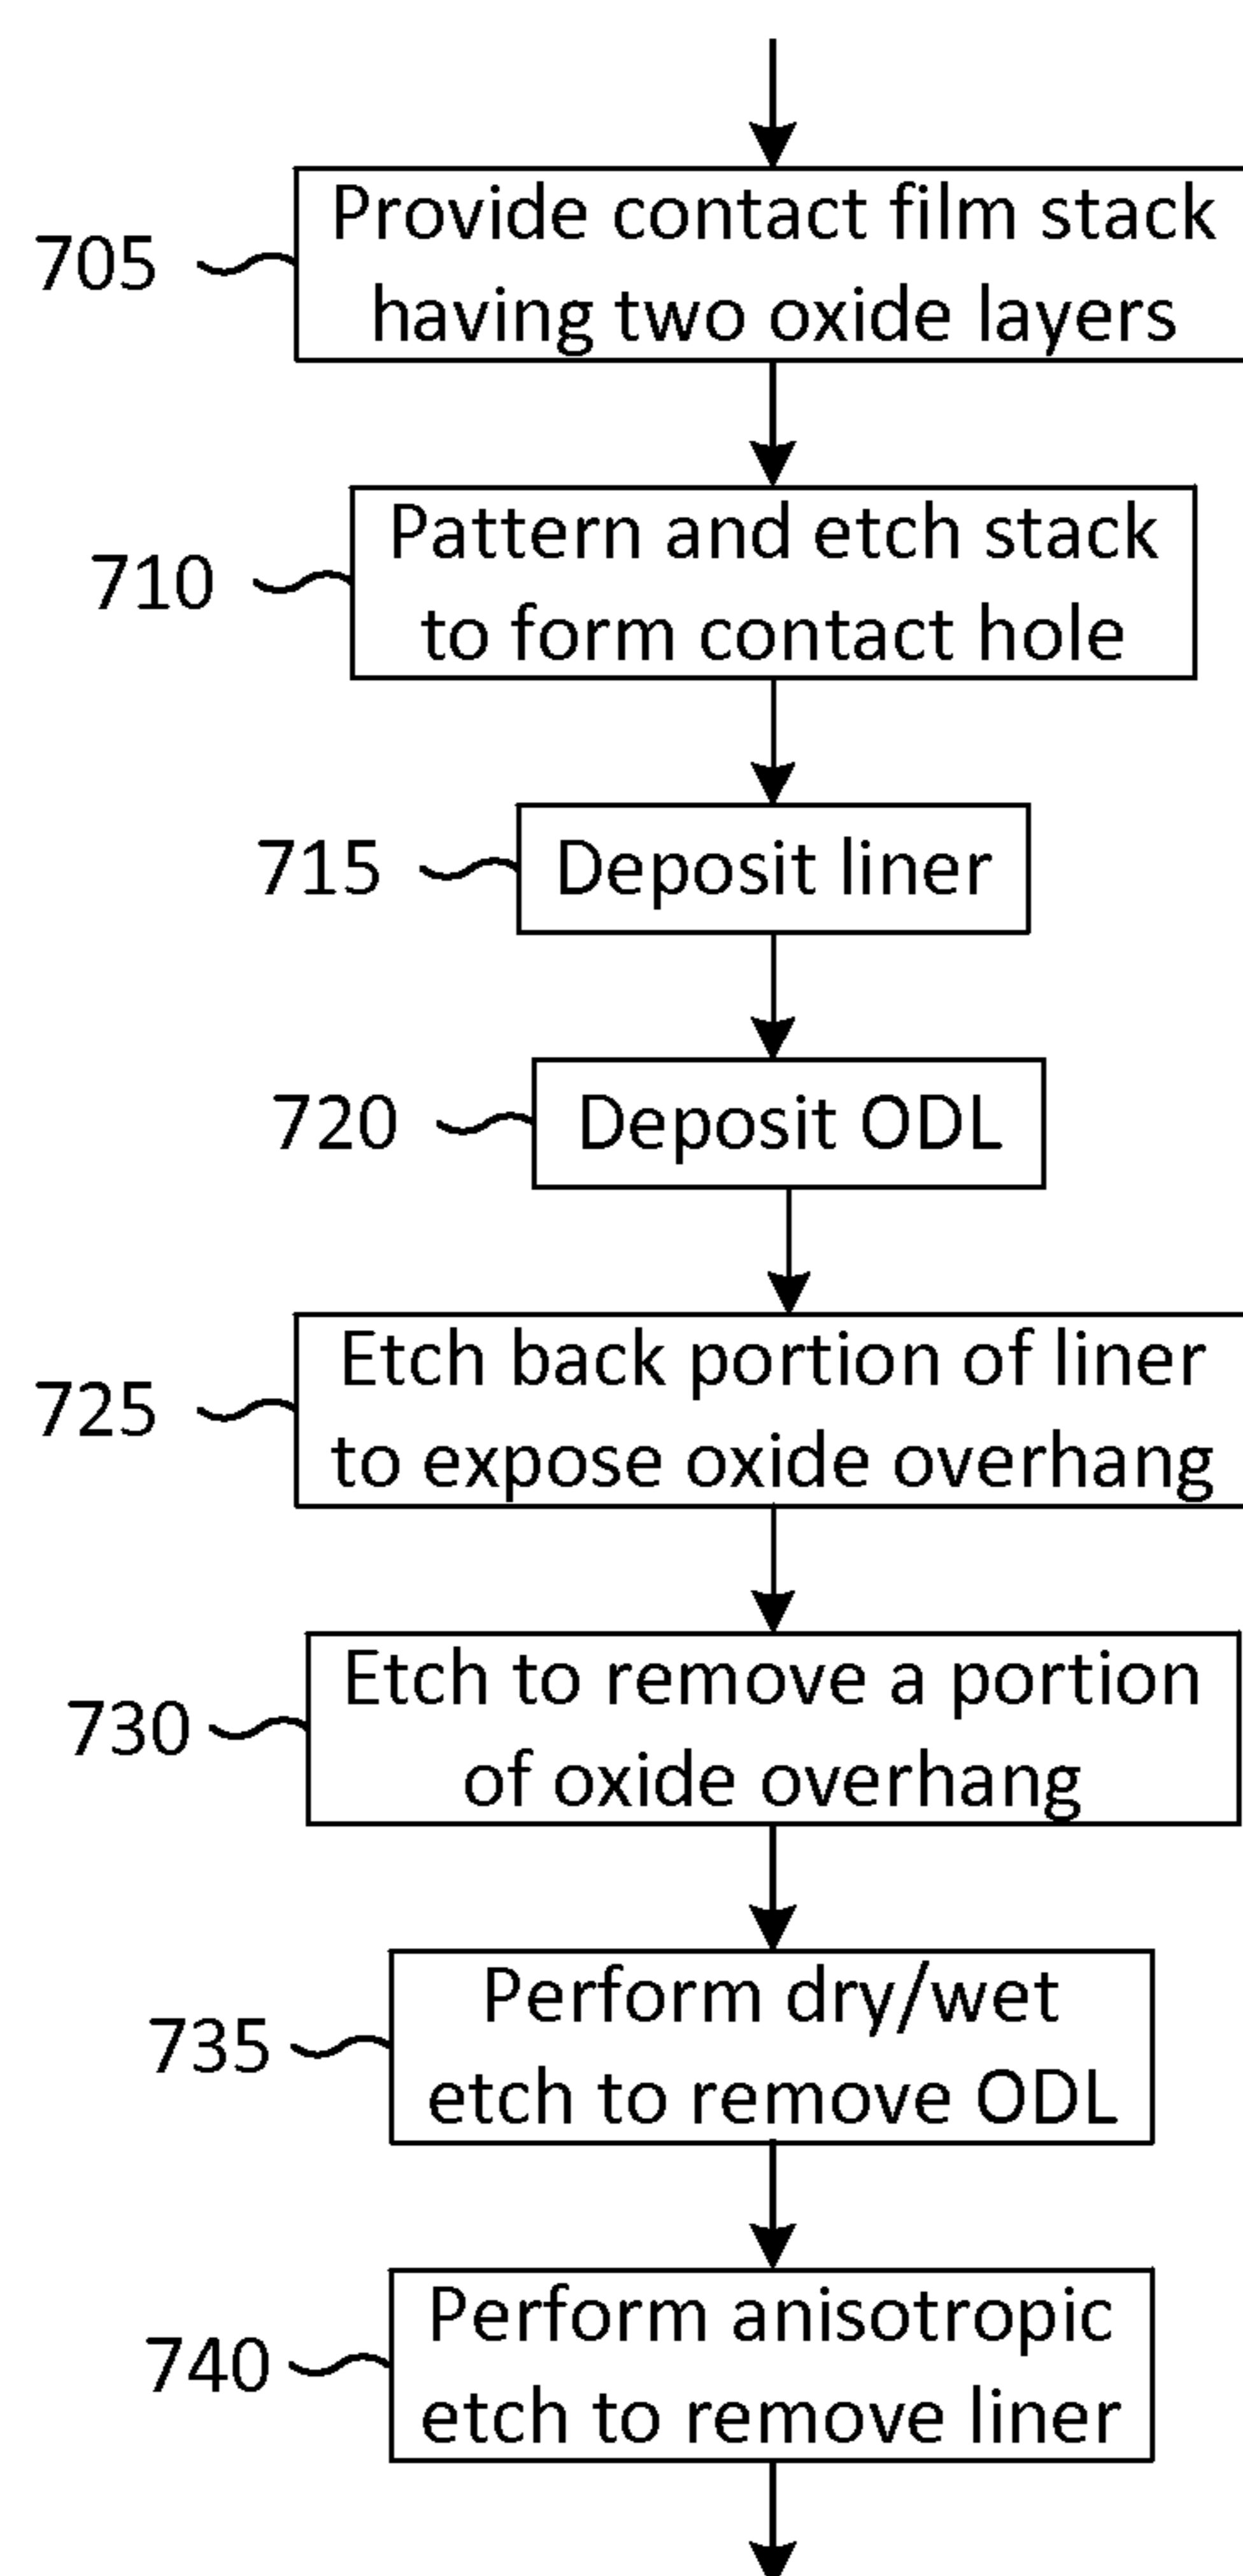 705
Provide contact film stack
having two oxide layers
710
Pattern and etch stack
to form contact hole
715
Deposit liner
720
Deposit ODL
725
Etch back portion of liner
to expose oxide overhang
730
Etch to remove a portion
of oxide overhang
735
Perform dry/wet
etch to remove ODL
740
Perform anisotropic
etch to remove liner